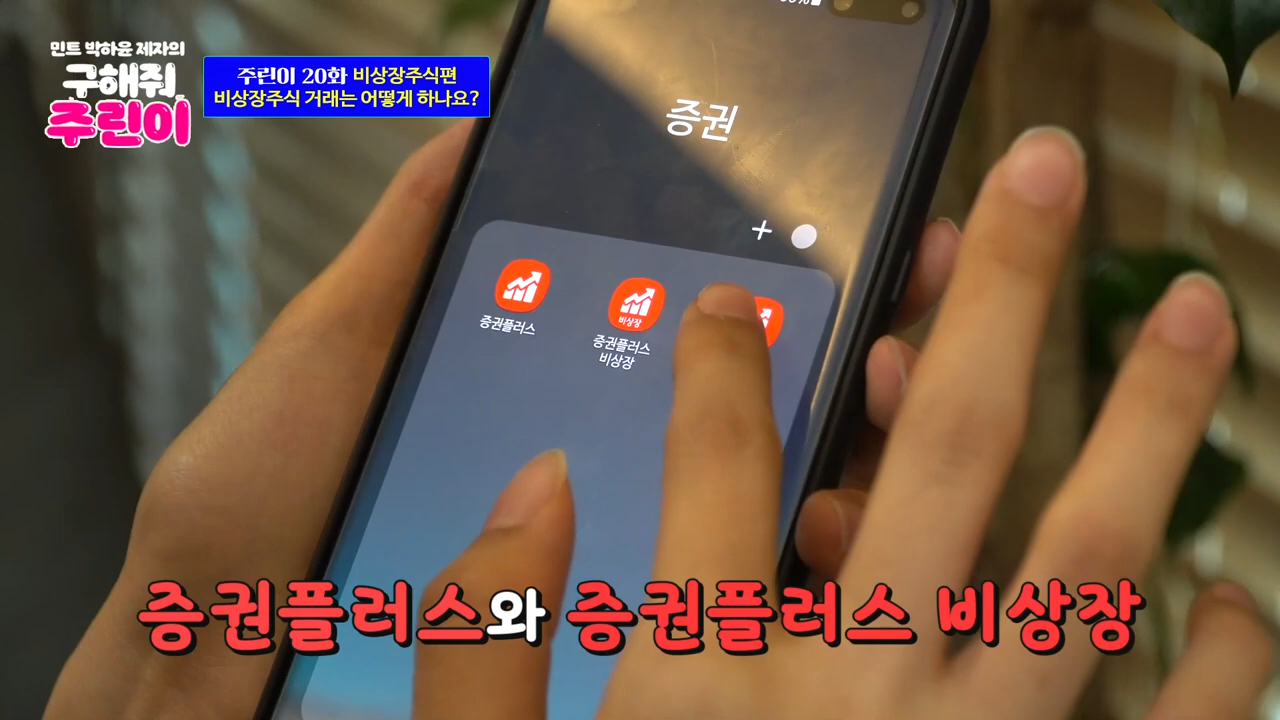 민트 박하윤 제자의
구해줘
주린이
주린이 20화 비상장주식편
비상장주식 거래는 어떻게 하나요?
증권
증권플러스
비상장
증권플러스
비상장
증권플러스와 증권플러스 비상장